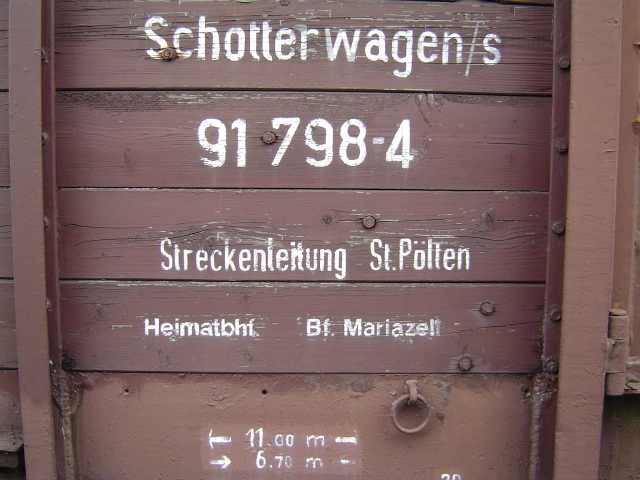 Schotterwagen/s
91 798-4
Streckenleitung St.Pölten
Heimatbhf. Bf. Mariazell
11.00 m
6.70 m